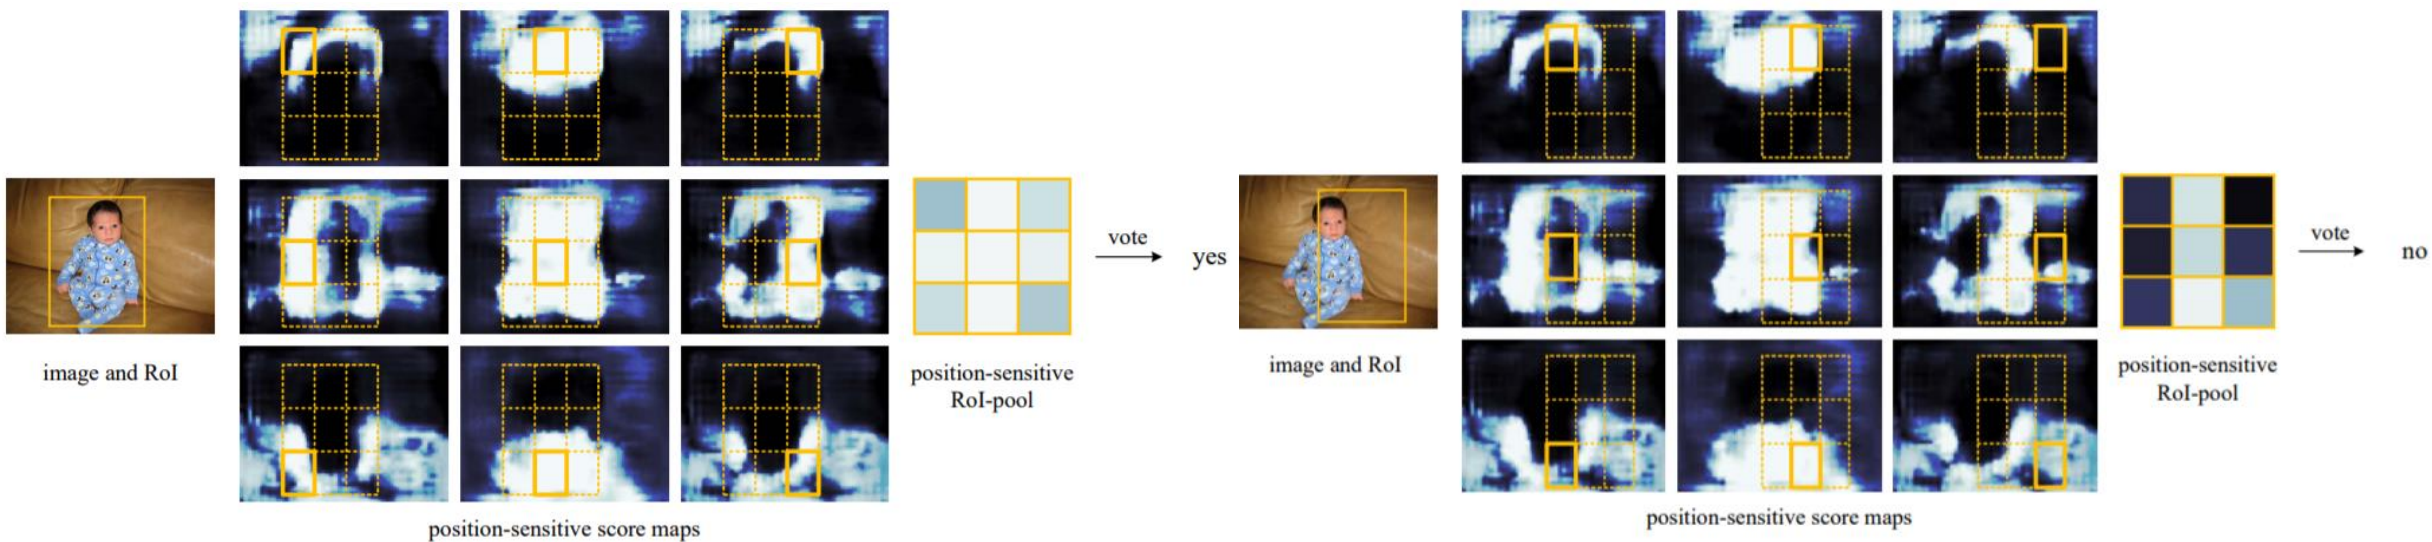 image and RoI
position-sensitive score maps
position-sensitive
RoI-pool
vote
yes
image and RoI
position-sensitive score maps
position-sensitive
RoI-pool
vote
no